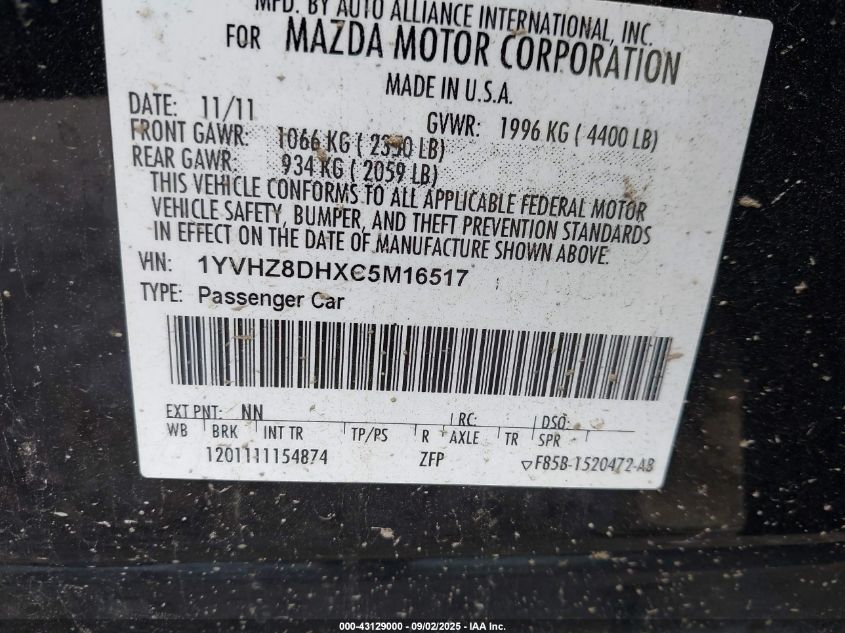 MFD. BY AUTO ALLIANCE INTERNATIONAL, INC.
FOR MAZDA MOTOR CORPORATION
MADE IN U.S.A.
DATE: 11/11 GVWR: 1996 KG ( 4400 LB)
FRONT GAWR: 1066 KG ( 2350 LB)
REAR GAWR: 934 KG ( 2059 LB)
THIS VEHICLE CONFORMS TO ALL APPLICABLE FEDERAL MOTOR
VEHICLE SAFETY, BUMPER, AND THEFT PREVENTION STANDARDS
IN EFFECT ON THE DATE OF MANUFACTURE SHOWN ABOVE.
VIN: 1YVHZ8DHXC5M16517
TYPE: Passenger Car
EXT PNT: NN RC: DSO:
WB BRK INT TR TP/PS R AXLE TR SPR
1201111154874 ZFP ▽F85B-1520472-AB
000-43129000 - 09/02/2025 - IAA Inc.